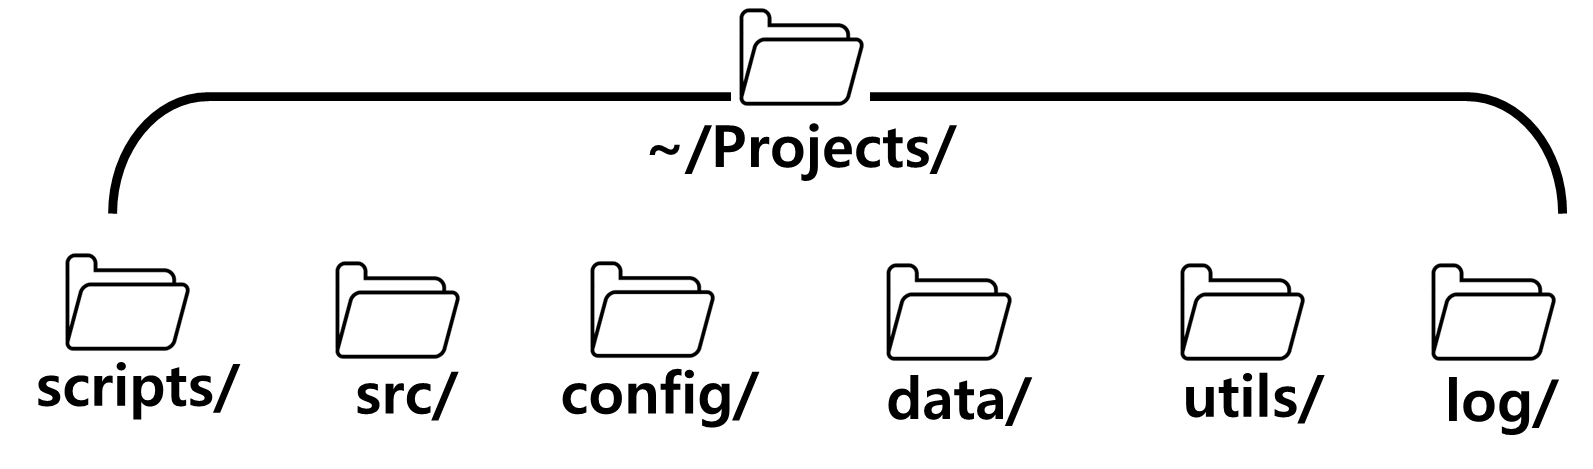 ~/Projects/
scripts/
src/
config/
data/
utils/
log/